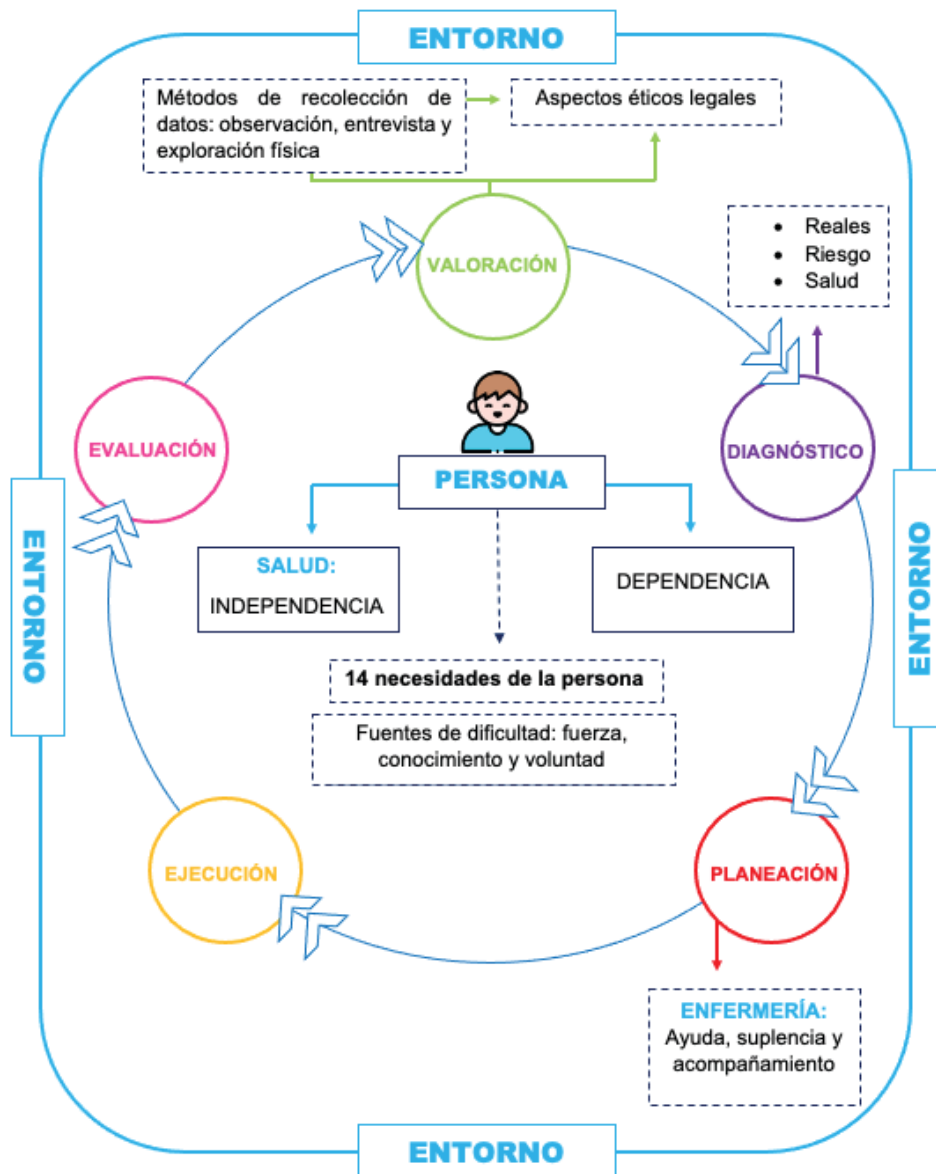 ENTORNO
Métodos de recolección de
datos: observación, entrevista y
exploración física
Aspectos éticos legales
VALORACIÓN
• Reales
• Riesgo
• Salud
EVALUACIÓN
DIAGNÓSTICO
PERSONA
ENTORNO
ENTORNO
SALUD:
INDEPENDENCIA
DEPENDENCIA
14 necesidades de la persona
Fuentes de dificultad: fuerza,
conocimiento y voluntad
EJECUCIÓN
PLANEACIÓN
ENFERMERÍA:
Ayuda, suplencia y
acompañamiento
ENTORNO